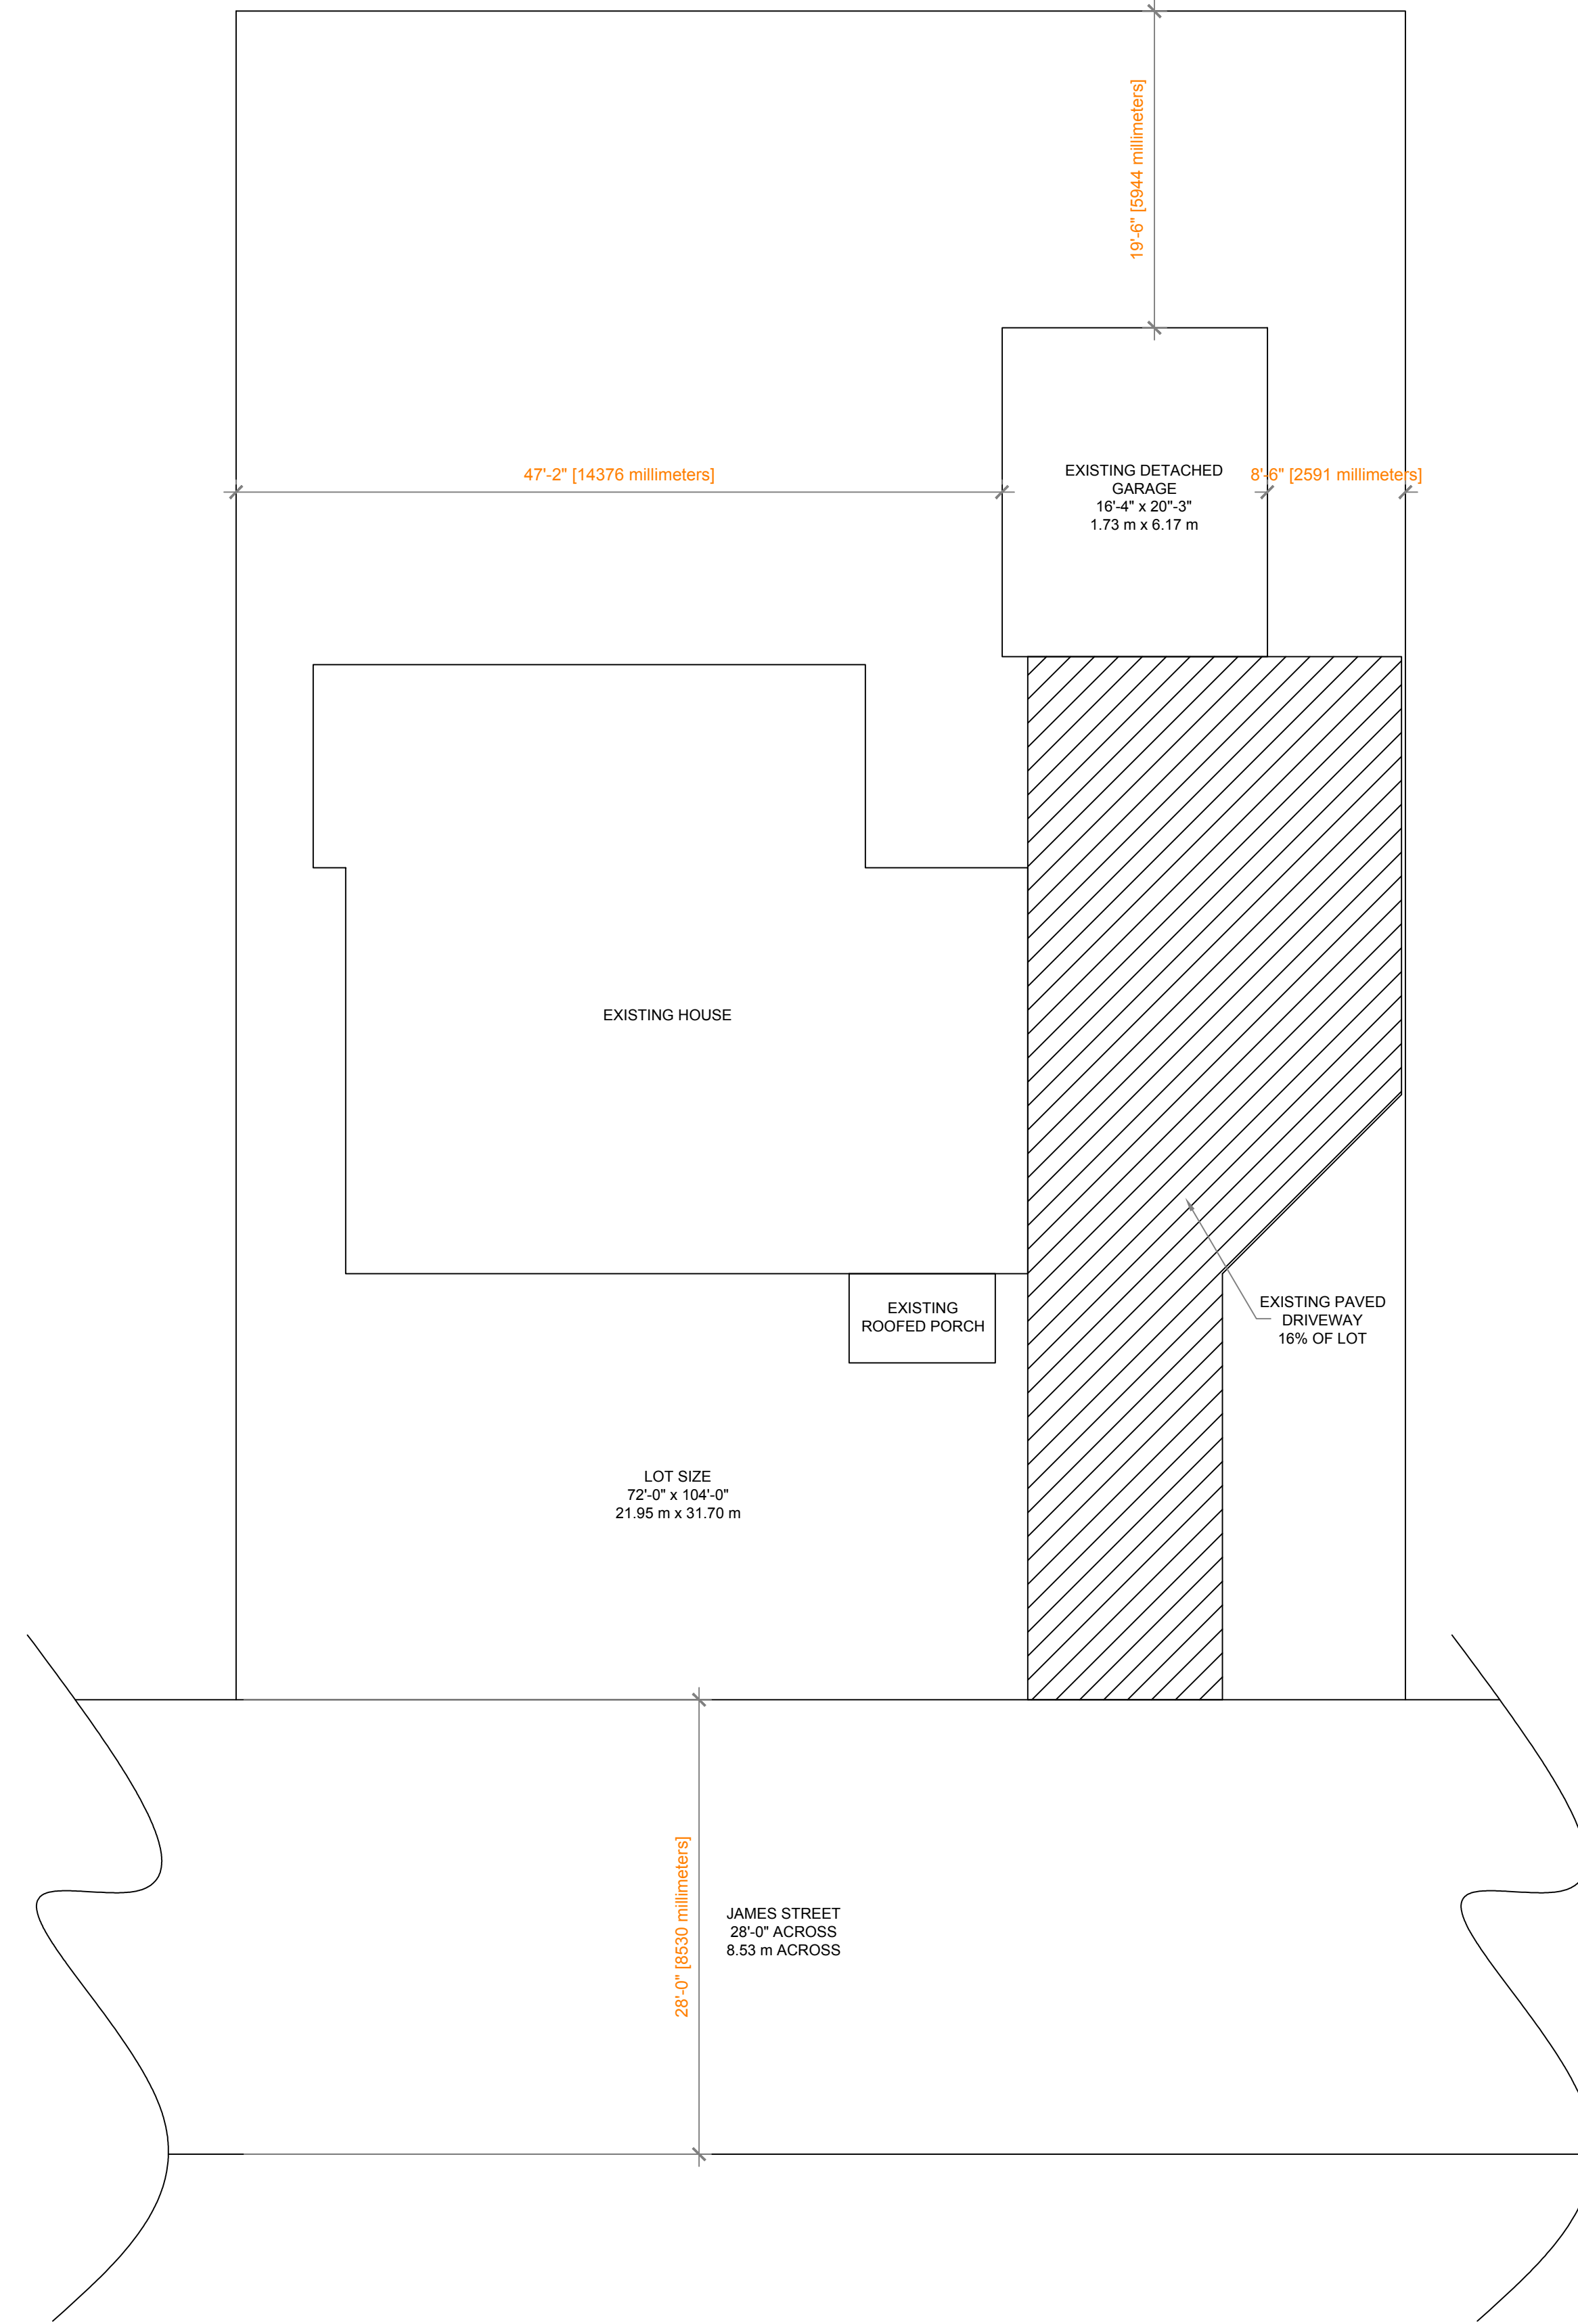 19'-6" [5944 millimeters]
47'-2" [14376 millimeters]
EXISTING DETACHED
GARAGE
16'-4" x 20"-3"
1.73 m x 6.17 m
8'-6" [2591 millimeters]
EXISTING HOUSE
EXISTING
ROOFED PORCH
EXISTING PAVED
DRIVEWAY
16% OF LOT
LOT SIZE
72'-0" x 104'-0"
21.95 m x 31.70 m
28'-0" [8530 millimeters]
JAMES STREET
28'-0" ACROSS
8.53 m ACROSS